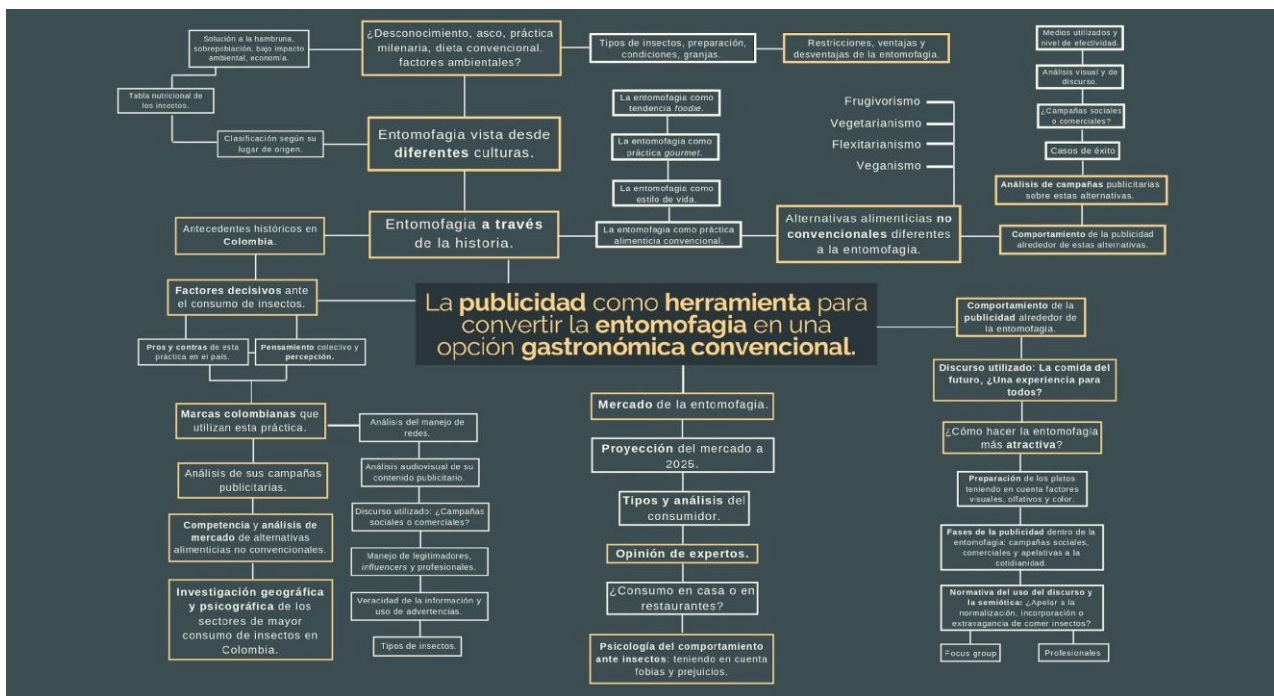 Solución a la hambruna,
sobrepoblación, bajo impacto
ambiental, economía.
¿Desconocimiento, asco, práctica
milenaria, dieta convencional,
factores ambientales?
Tipos de insectos, preparación,
condiciones, granjas.
Restricciones, ventajas y
desventajas de la entomofagia.
Medios utilizados y
nivel de efectividad.
Tabla nutricional de
los insectos.
Análisis visual y de
discurso.
La entomofagia como
tendencia foodie.
Frugivorismo
Vegetarianismo
Flexitarianismo
Veganismo
¿Campañas sociales
o comerciales?
Clasificación según su
lugar de origen.
Entomofagia vista desde
diferentes culturas.
La entomofagia como
práctica gourmet.
Casos de éxito
La entomofagie como
estilo de vida.
Análisis de campañas publicitarias
sobre estas alternativas.
Antecedentes históricos en
Colombia.
Entomofagia a través
de la historia.
La entomofagia como práctica
alimenticia convencional.
Alternativas alimenticias no
convencionales diferentes
a la entomofagia.
Comportamiento de la publicidad
alrededor de estas alternativas.
Factores decisivos ante
el consumo de insectos.
La publicidad como herramienta para
convertir la entomofagia en una
opción gastronómica convencional.
Comportamiento de la
publicidad alrededor de
la entomofagia.
Pros y contras de esta
práctica en el país.
Pensamiento colectivo y
percepción.
Discurso utilizado: La comida del
futuro, ¿Una experiencia para
todos?
Marcas colombianas que
utilizan esta práctica.
Análisis del manejo de
redes.
Mercado de la entomofagia.
¿Cómo hacer la entomofagia
más atractiva?
Análisis de sus campañas
publicitarias.
Análisis audiovisual de su
contenido publicitario.
Proyección del mercado a
2025.
Preparación de los platos
teniendo en cuenta factores
visuales, olfativos y color.
Competencia y análisis de
mercado de alternativas
alimenticias no convencionales.
Discurso utilizado: ¿Campañas
sociales o comerciales?
Tipos y análisis del
consumidor.
Fases de la publicidad dentro de la
entomofagia: campañas sociales,
comerciales y apelativas a la
cotidianidad.
Manejo de legitimadores,
influencers y profesionales.
Opinión de expertos.
Investigación geográfica
y psicográfica de los
sectores de mayor
consumo de insectos en
Colombia.
Veracidad de la información y
uso de advertencias.
¿Consumo en casa o en
restaurantes?
Normativa del uso del discurso y
la semiótica: ¿Apelar a la
normalización, incorporación o
extravagancia de comer insectos?
Tipos de insectos.
Psicología del comportamiento
ante insectos: teniendo en cuenta
fobias y prejuicios.
Focus group
Profesionales